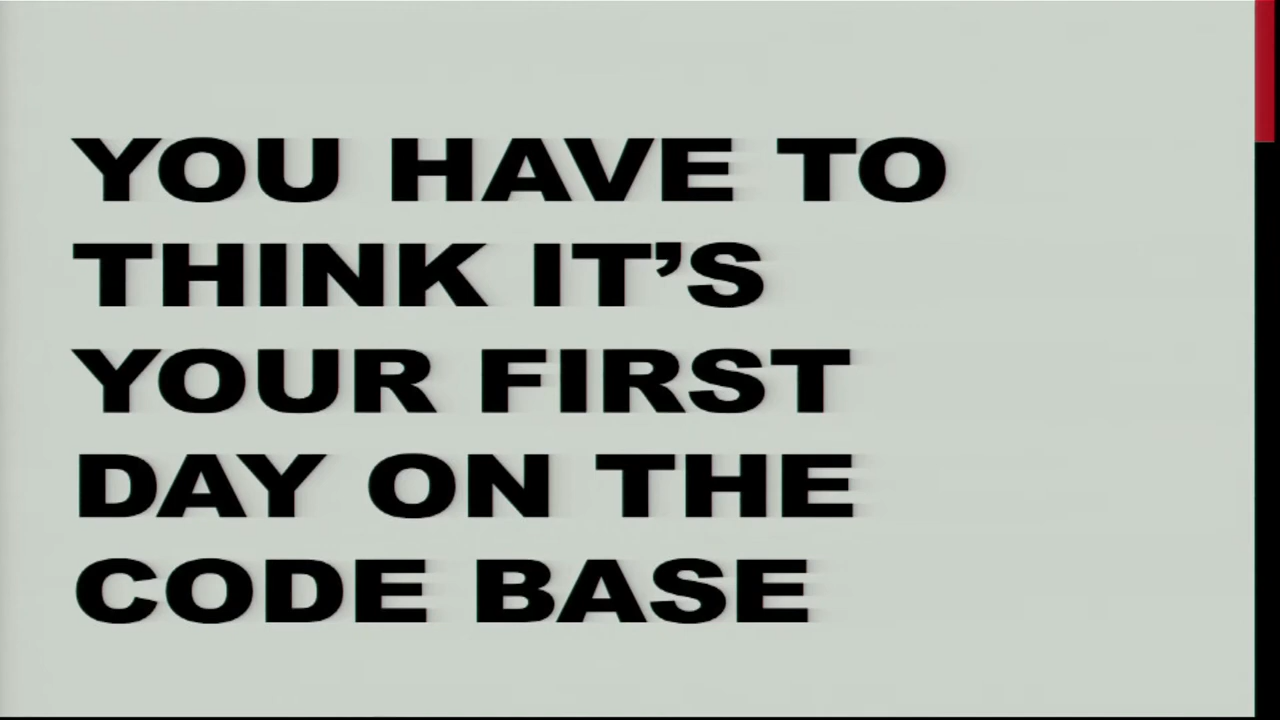 YOU HAVE TO
THINK IT’S
YOUR FIRST
DAY ON THE
CODE BASE